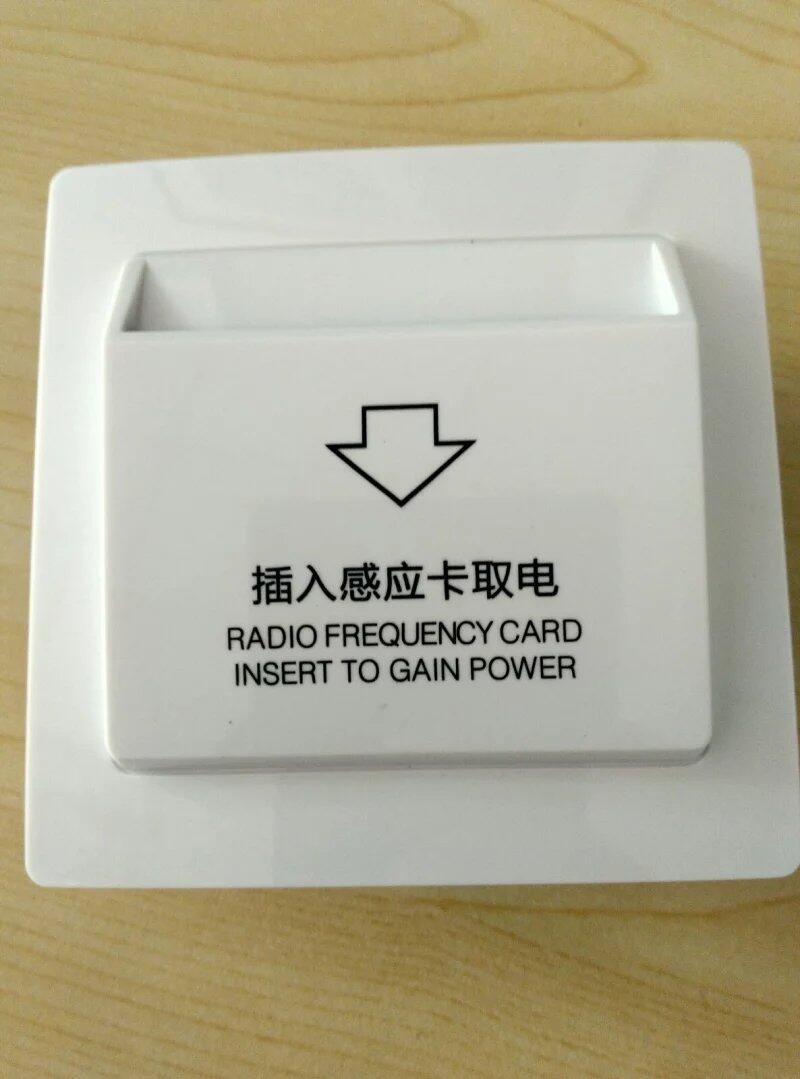 插入感应卡取电
RADIO FREQUENCY CARD
INSERT TO GAIN POWER